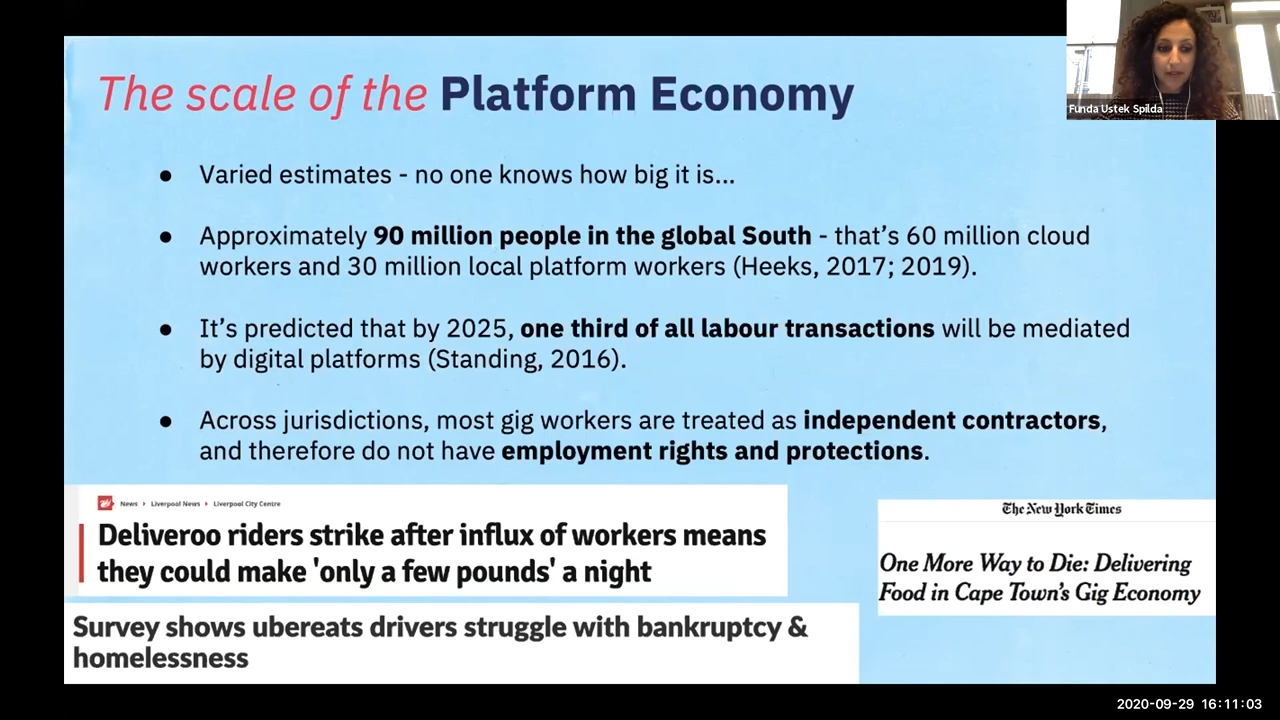 The scale of the Platform Economy
Funda Ustek Spilda
● Varied estimates - no one knows how big it is...
● Approximately 90 million people in the global South - that's 60 million cloud
workers and 30 million local platform workers (Heeks, 2017; 2019).
● It's predicted that by 2025, one third of all labour transactions will be mediated
by digital platforms (Standing, 2016).
● Across jurisdictions, most gig workers are treated as independent contractors,
and therefore do not have employment rights and protections.
News › Liverpool News › Liverpool City Centre
Deliveroo riders strike after influx of workers means
they could make 'only a few pounds' a night
Survey shows ubereats drivers struggle with bankruptcy &
homelessness
The New York Times
One More Way to Die: Delivering
Food in Cape Town's Gig Economy
2020-09-29 16:11:03